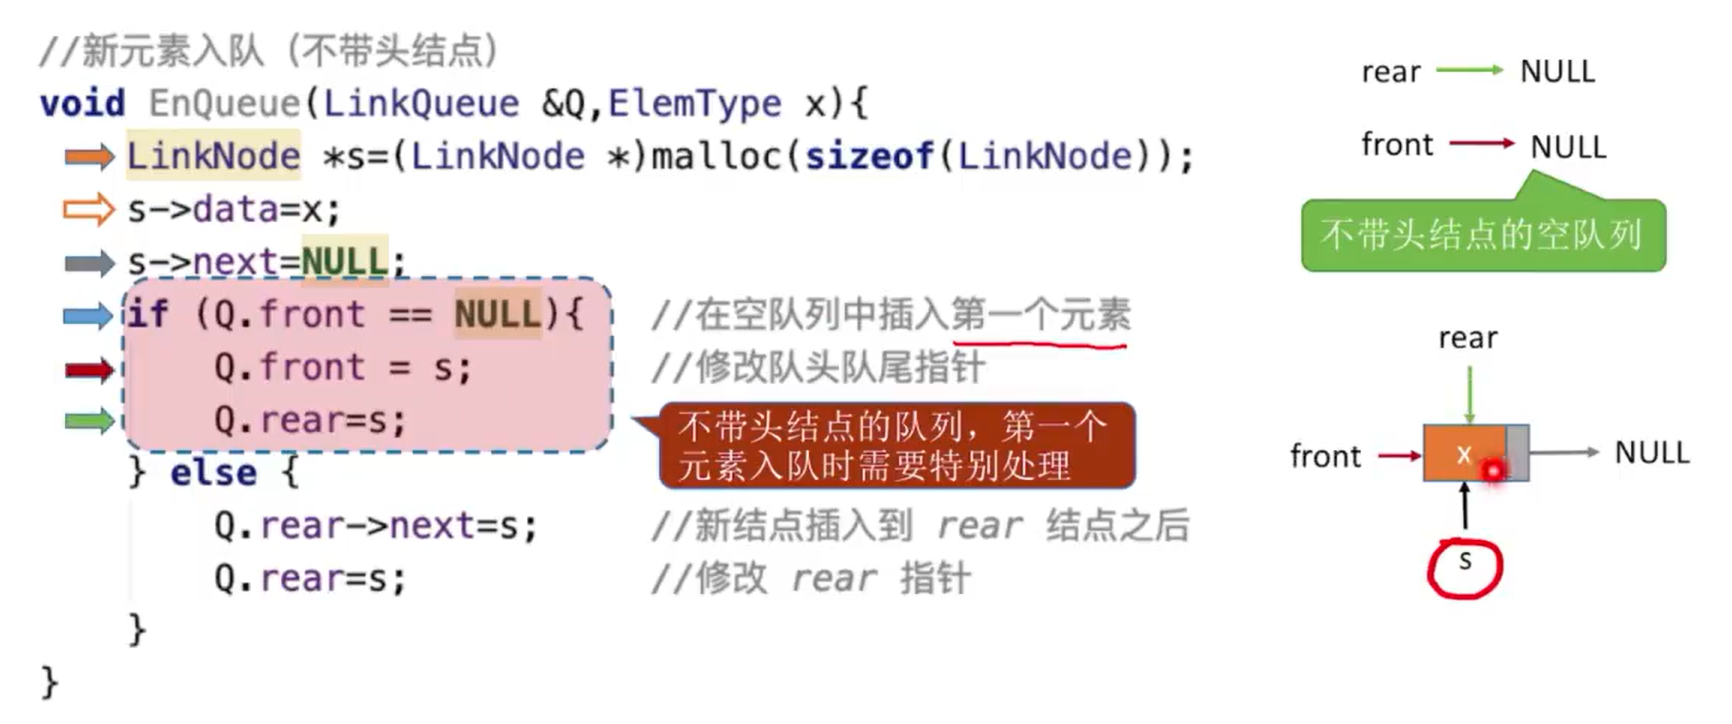 //新元素入队（不带头结点）
void EnQueue(LinkQueue &Q,ElemType x){
LinkNode *s=(LinkNode *)malloc(sizeof(LinkNode));
s->data=x;
s->next=NULL;
if (Q.front == NULL){ //在空队列中插入第一个元素
Q.front = s; //修改队头队尾指针
Q.rear=s;
} else {
Q.rear->next=s; //新结点插入到 rear 结点之后
Q.rear=s; //修改 rear 指针
}
}
不带头结点的队列，第一个
元素入队时需要特别处理
rear NULL
front NULL
不带头结点的空队列
rear
front x NULL
s